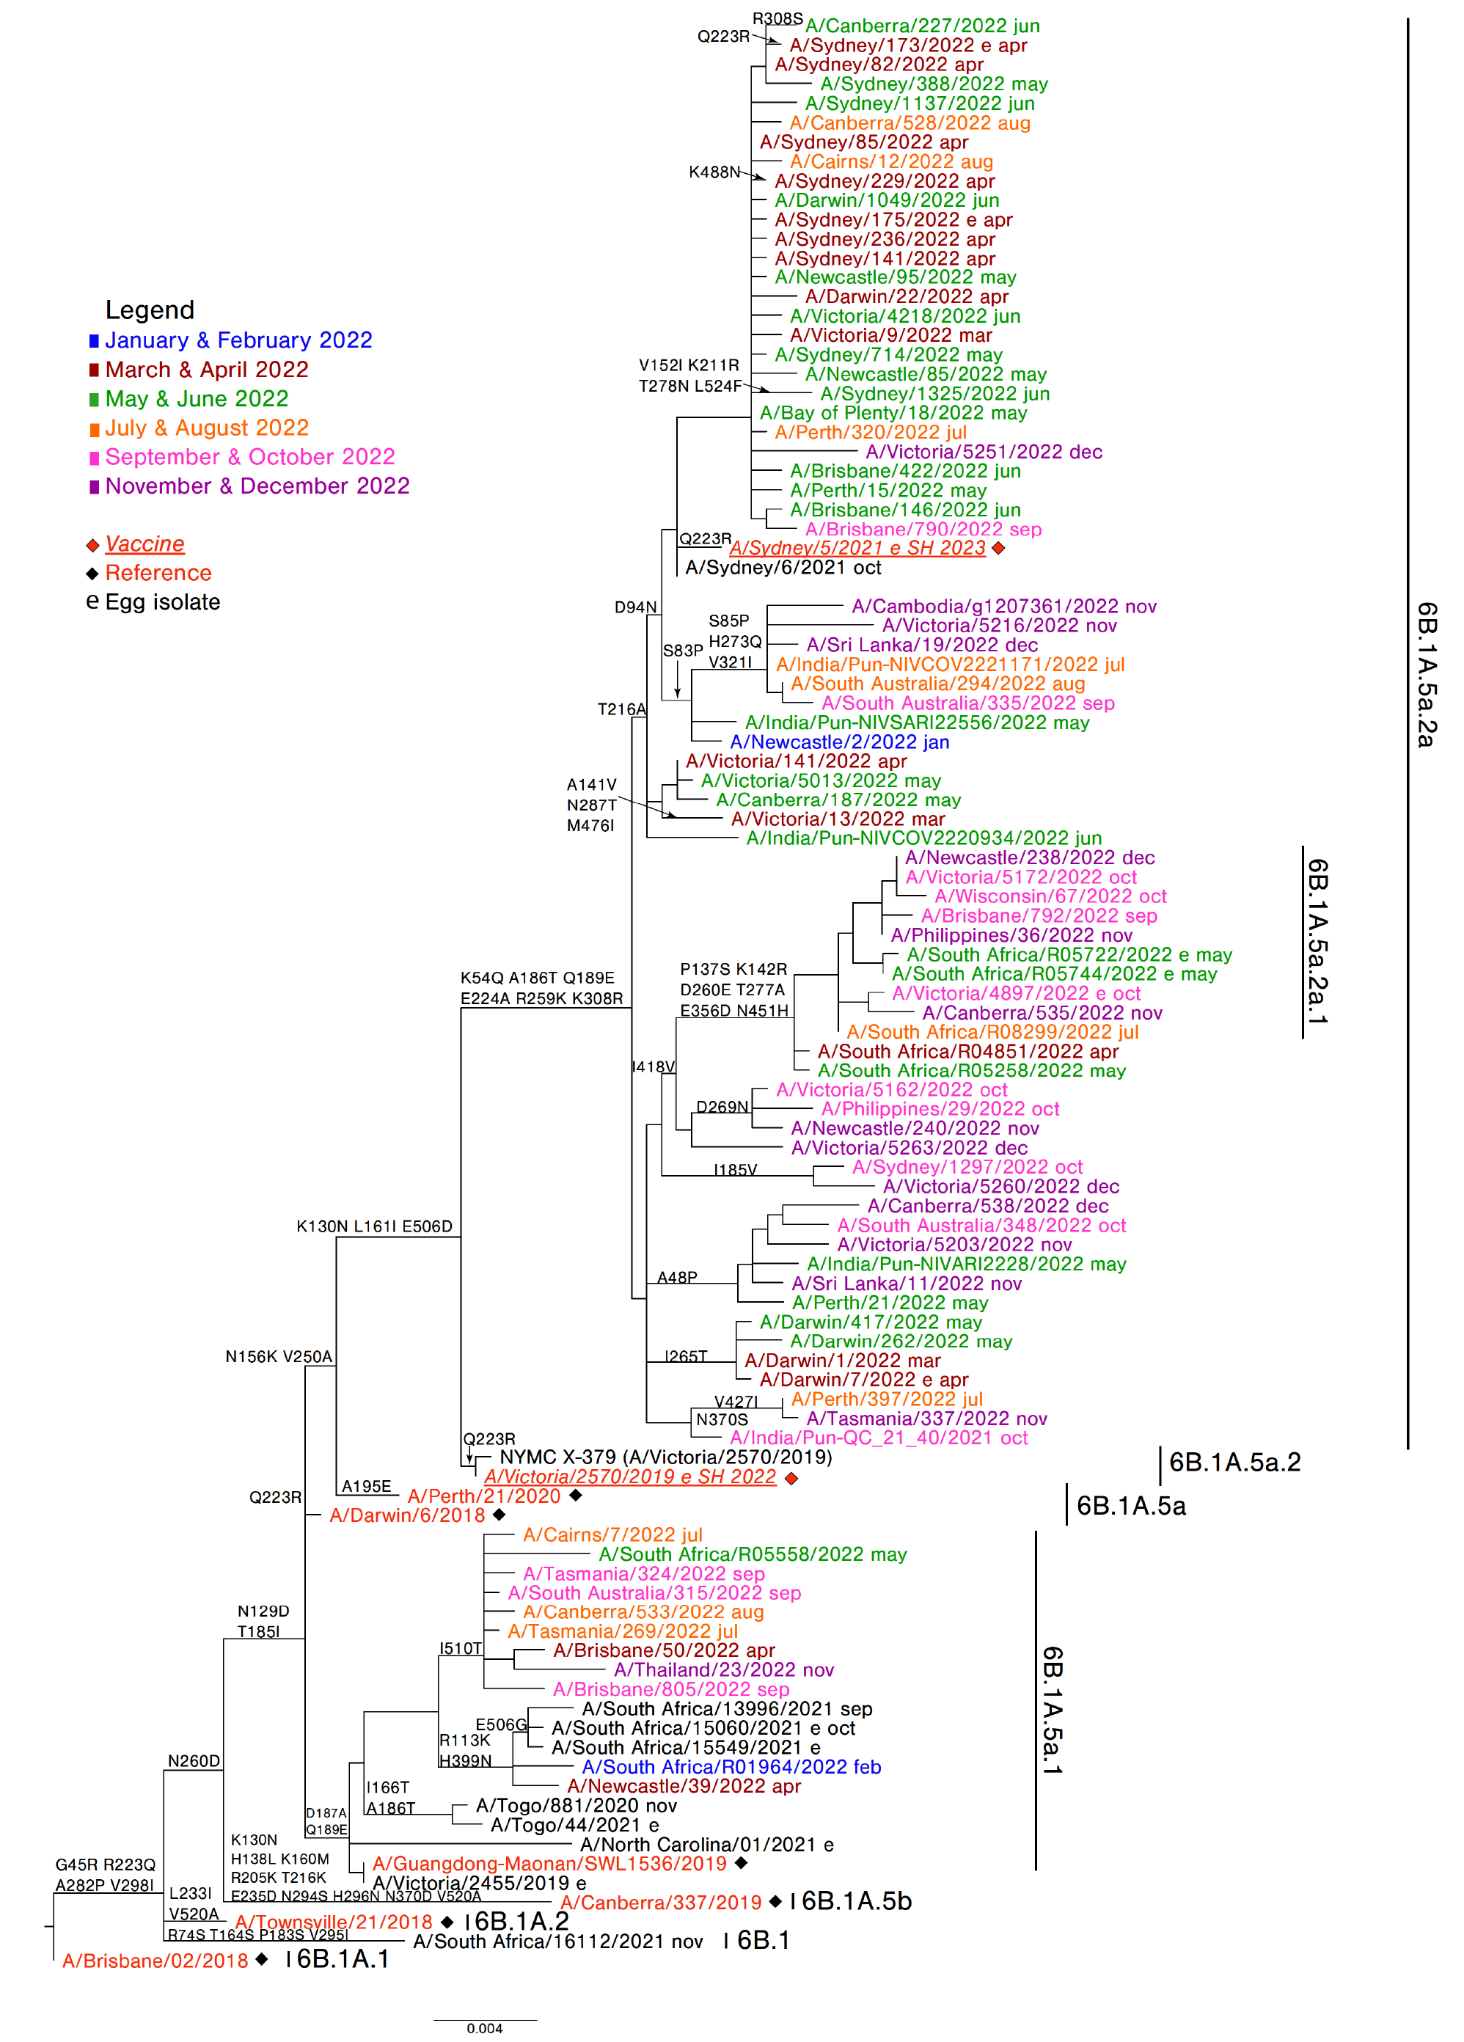 R308S
A/Canberra/227/2022 jun
Q223R
A/Sydney/173/2022 e apr
A/Sydney/82/2022 apr
A/Sydney/388/2022 may
A/Sydney/1137/2022 jun
A/Canberra/528/2022 aug
A/Sydney/85/2022 apr
A/Cairns/12/2022 aug
K488N
A/Sydney/229/2022 apr
A/Darwin/1049/2022 jun
A/Sydney/175/2022 e apr
A/Sydney/236/2022 apr
A/Sydney/141/2022 apr
A/Newcastle/95/2022 may
A/Darwin/22/2022 apr
A/Victoria/4218/2022 jun
A/Victoria/9/2022 mar
A/Sydney/714/2022 may
V152I K211R
T278N L524F
A/Newcastle/85/2022 may
A/Sydney/1325/2022 jun
A/Bay of Plenty/18/2022 may
A/Perth/320/2022 jul
A/Victoria/5251/2022 dec
A/Brisbane/422/2022 jun
A/Perth/15/2022 may
A/Brisbane/146/2022 jun
A/Brisbane/790/2022 sep
Q223R
A/Sydney/5/2021 e SH 2023
A/Sydney/6/2021 oct
Legend
January & February 2022
March & April 2022
May & June 2022
July & August 2022
September & October 2022
November & December 2022
Vaccine
Reference
e Egg isolate
D94N
A/Cambodia/g1207361/2022 nov
S85P
H273Q
V321I
A/Victoria/5216/2022 nov
A/Sri Lanka/19/2022 dec
S83P
A/India/Pun-NIVCOV2221171/2022 jul
A/South Australia/294/2022 aug
A/South Australia/335/2022 sep
T216A
A/India/Pun-NIVSARI22556/2022 may
A/Newcastle/2/2022 jan
A/Victoria/141/2022 apr
A/Victoria/5013/2022 may
A141V
N287T
M476I
A/Canberra/187/2022 may
A/Victoria/13/2022 mar
A/India/Pun-NIVCOV2220934/2022 jun
6B.1A.5a.2a
A/Newcastle/238/2022 dec
A/Victoria/5172/2022 oct
A/Wisconsin/67/2022 oct
A/Brisbane/792/2022 sep
A/Philippines/36/2022 nov
A/South Africa/R05722/2022 e may
A/South Africa/R05744/2022 e may
P137S K142R
D260E T277A
E356D N451H
K54Q A186T Q189E
E224A R259K K308R
A/Victoria/4897/2022 e oct
A/Canberra/535/2022 nov
A/South Africa/R08299/2022 jul
6B.1A.5a.2a.1
A/South Africa/R04851/2022 apr
A/South Africa/R05258/2022 may
I418V
A/Victoria/5162/2022 oct
D269N
A/Philippines/29/2022 oct
A/Newcastle/240/2022 nov
A/Victoria/5263/2022 dec
I185V
A/Sydney/1297/2022 oct
A/Victoria/5260/2022 dec
A/Canberra/538/2022 dec
K130N L161I E506D
A/South Australia/348/2022 oct
A/Victoria/5203/2022 nov
A/India/Pun-NIVARI2228/2022 may
A48P
A/Sri Lanka/11/2022 nov
A/Perth/21/2022 may
A/Darwin/417/2022 may
A/Darwin/262/2022 may
N156K V250A
I265T
A/Darwin/1/2022 mar
A/Darwin/7/2022 e apr
V427I
A/Perth/397/2022 jul
N370S
A/Tasmania/337/2022 nov
A/India/Pun-QC_21_40/2021 oct
Q223R
NYMC X-379 (A/Victoria/2570/2019)
A/Victoria/2570/2019 e SH 2022
6B.1A.5a.2
A195E
A/Perth/21/2020
Q223R
A/Darwin/6/2018
6B.1A.5a
A/Cairns/7/2022 jul
A/South Africa/R05558/2022 may
A/Tasmania/324/2022 sep
A/South Australia/315/2022 sep
N129D
T185I
A/Canberra/533/2022 aug
A/Tasmania/269/2022 jul
I510T
A/Brisbane/50/2022 apr
A/Thailand/23/2022 nov
A/Brisbane/805/2022 sep
A/South Africa/13996/2021 sep
E506G
A/South Africa/15060/2021 e oct
R113K
H399N
A/South Africa/15549/2021 e
N260D
A/South Africa/R01964/2022 feb
A/Newcastle/39/2022 apr
6B.1A.5a.1
I166T
A186T
A/Togo/881/2020 nov
A/Togo/44/2021 e
D187A
Q189E
A/North Carolina/01/2021 e
K130N
H138L K160M
R205K T216K
E235D N294S H296N N370D V520A
A/Guangdong-Maonan/SWL1536/2019
A/Victoria/2455/2019 e
G45R R223Q
A282P V298I
A/Canberra/337/2019
6B.1A.5b
L233I
V520A
A/Townsville/21/2018
6B.1A.2
R74S T164S P183S V295I
A/South Africa/16112/2021 nov
6B.1
A/Brisbane/02/2018
6B.1A.1
0.004